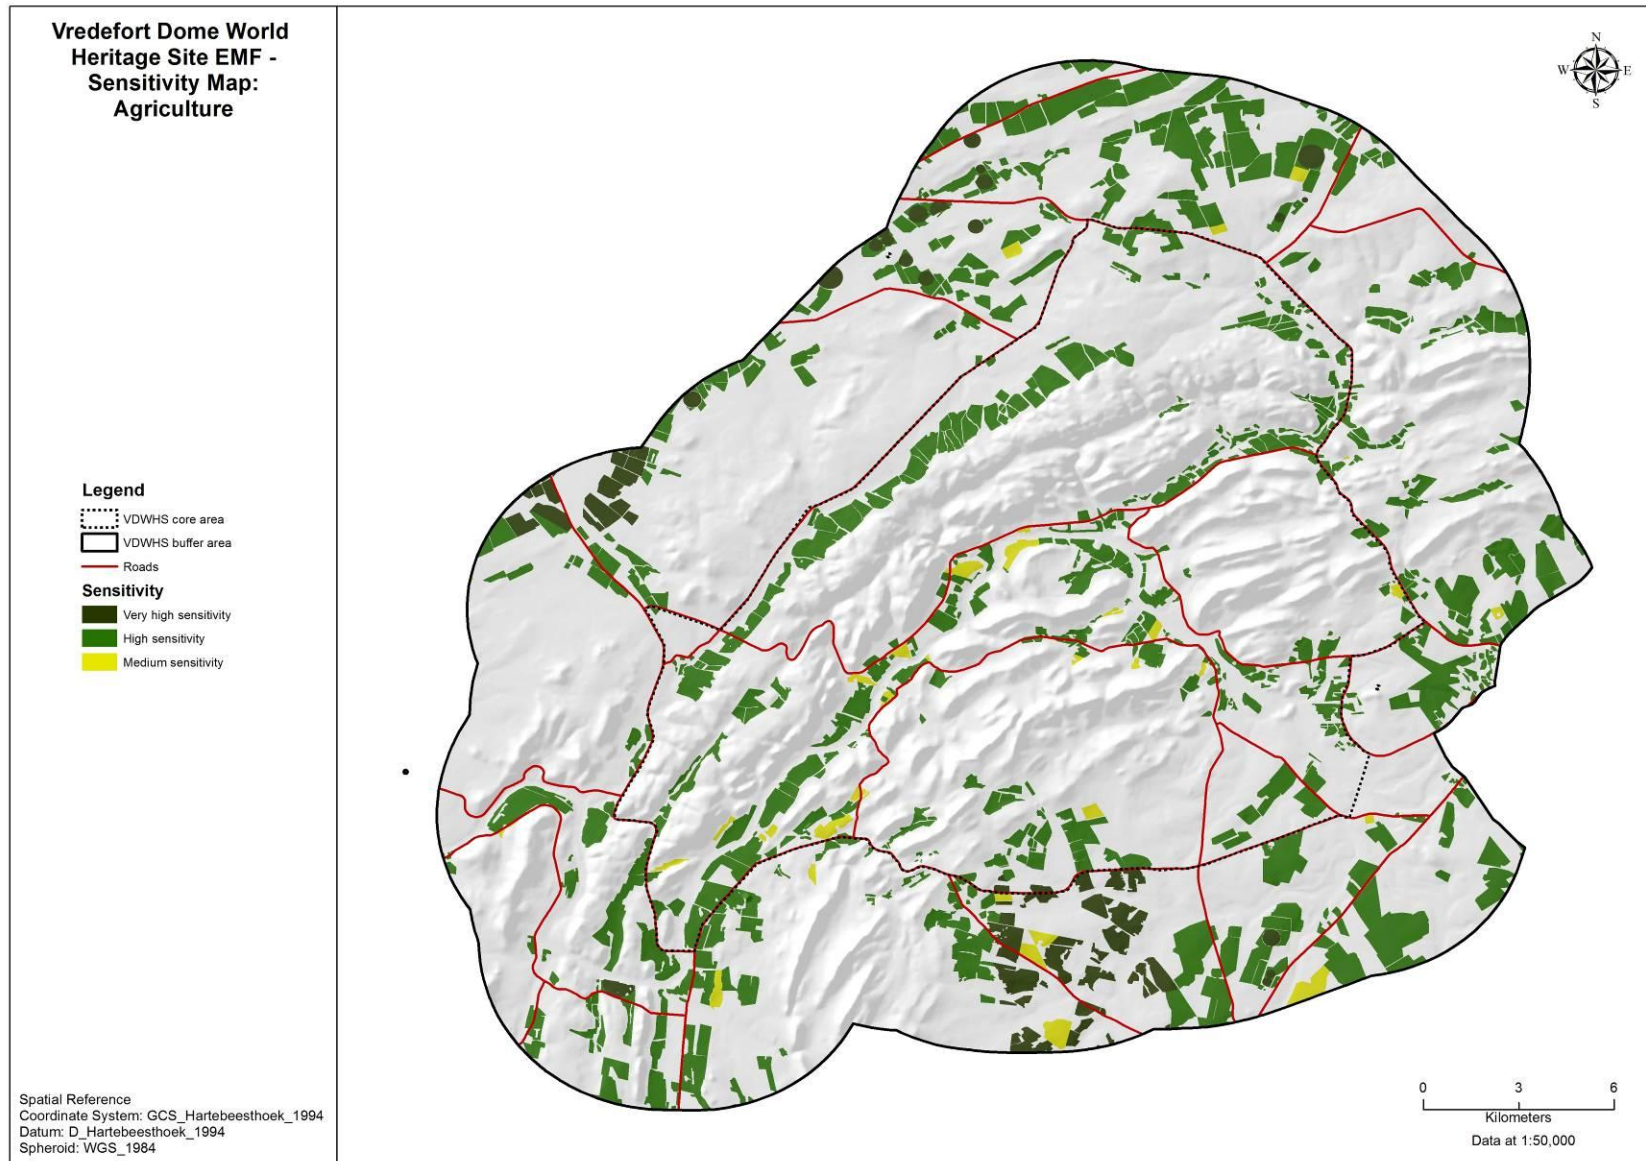 Vredefort Dome World
Heritage Site EMF -
Sensitivity Map:
Agriculture
N
W
E
S
Legend
VDWHS core area
VDWHS buffer area
Roads
Sensitivity
Very high sensitivity
High sensitivity
Medium sensitivity
Spatial Reference
Coordinate System: GCS_Hartebeesthoek_1994
Datum: D_Hartebeesthoek_1994
Spheroid: WGS_1984
0 3 6
Kilometers
Data at 1:50,000